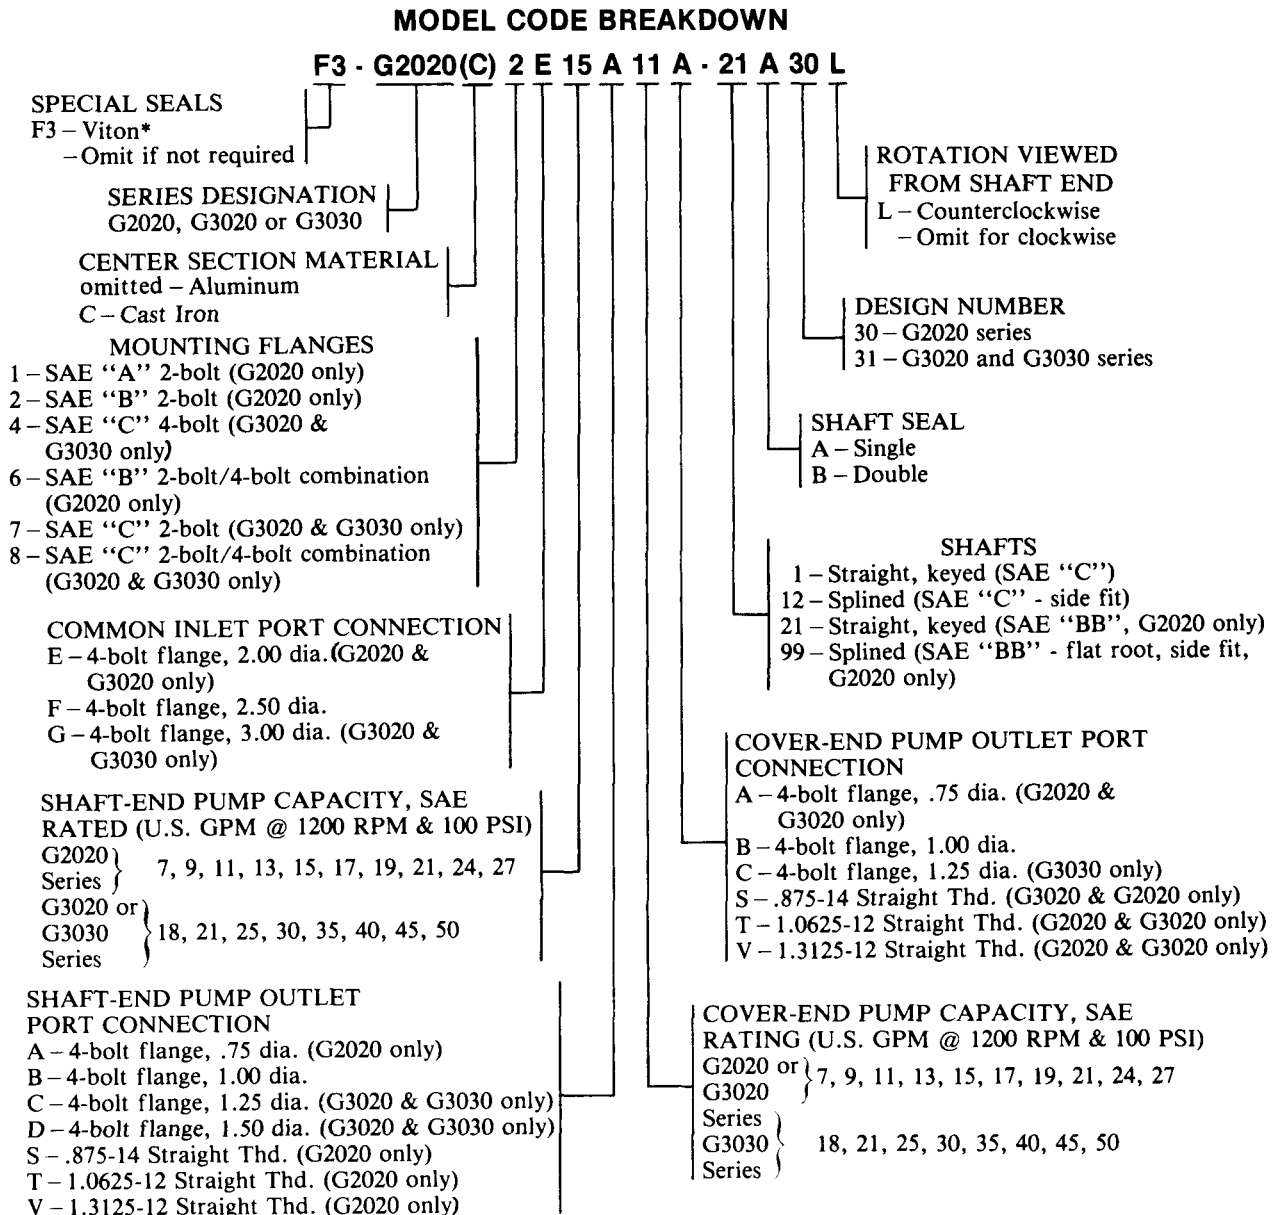 MODEL CODE BREAKDOWN
F3 - G2020(C) 2 E 15 A 11 A - 21 A 30 L
SPECIAL SEALS
F3 – Viton*
– Omit if not required
SERIES DESIGNATION
G2020, G3020 or G3030
CENTER SECTION MATERIAL
omitted – Aluminum
C – Cast Iron
MOUNTING FLANGES
1 – SAE “A” 2-bolt (G2020 only)
2 – SAE “B” 2-bolt (G2020 only)
4 – SAE “C” 4-bolt (G3020 &
G3030 only)
6 – SAE “B” 2-bolt/4-bolt combination
(G2020 only)
7 – SAE “C” 2-bolt (G3020 & G3030 only)
8 – SAE “C” 2-bolt/4-bolt combination
(G3020 & G3030 only)
COMMON INLET PORT CONNECTION
E – 4-bolt flange, 2.00 dia.(G2020 &
G3020 only)
F – 4-bolt flange, 2.50 dia.
G – 4-bolt flange, 3.00 dia. (G3020 &
G3030 only)
SHAFT-END PUMP CAPACITY, SAE
RATED (U.S. GPM @ 1200 RPM & 100 PSI)
G2020
Series
7, 9, 11, 13, 15, 17, 19, 21, 24, 27
G3020 or
G3030
Series
18, 21, 25, 30, 35, 40, 45, 50
SHAFT-END PUMP OUTLET
PORT CONNECTION
A – 4-bolt flange, .75 dia. (G2020 only)
B – 4-bolt flange, 1.00 dia.
C – 4-bolt flange, 1.25 dia. (G3020 & G3030 only)
D – 4-bolt flange, 1.50 dia. (G3020 & G3030 only)
S – .875-14 Straight Thd. (G2020 only)
T – 1.0625-12 Straight Thd. (G2020 only)
V – 1.3125-12 Straight Thd. (G2020 only)
ROTATION VIEWED
FROM SHAFT END
L – Counterclockwise
– Omit for clockwise
DESIGN NUMBER
30 – G2020 series
31 – G3020 and G3030 series
SHAFT SEAL
A – Single
B – Double
SHAFTS
1 – Straight, keyed (SAE “C”)
12 – Splined (SAE “C” - side fit)
21 – Straight, keyed (SAE “BB”, G2020 only)
99 – Splined (SAE “BB” - flat root, side fit,
G2020 only)
COVER-END PUMP OUTLET PORT
CONNECTION
A – 4-bolt flange, .75 dia. (G2020 &
G3020 only)
B – 4-bolt flange, 1.00 dia.
C – 4-bolt flange, 1.25 dia. (G3030 only)
S – .875-14 Straight Thd. (G3020 & G2020 only)
T – 1.0625-12 Straight Thd. (G2020 & G3020 only)
V – 1.3125-12 Straight Thd. (G2020 & G3020 only)
COVER-END PUMP CAPACITY, SAE
RATING (U.S. GPM @ 1200 RPM & 100 PSI)
G2020 or
G3020
Series
7, 9, 11, 13, 15, 17, 19, 21, 24, 27
G3030
Series
18, 21, 25, 30, 35, 40, 45, 50